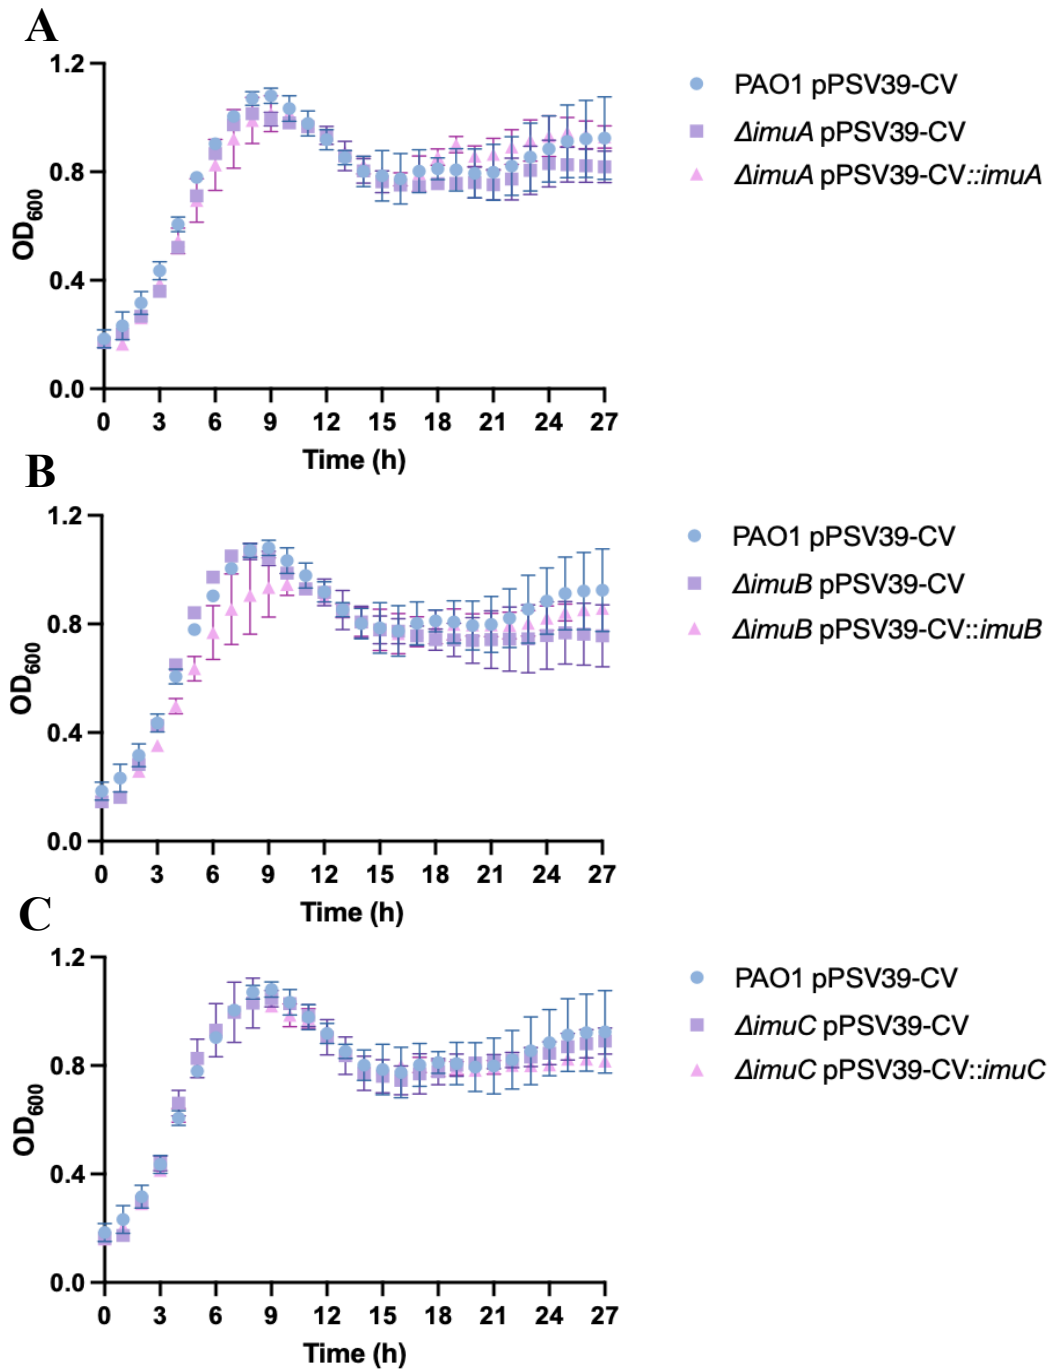 A
1.2
0.8
0.4
0.0
OD600
0 3 6 9 12 15 18 21 24 27
Time (h)
PAO1 pPSV39-CV
ΔimuA pPSV39-CV
ΔimuA pPSV39-CV::imuA
B
1.2
0.8
0.4
0.0
OD600
0 3 6 9 12 15 18 21 24 27
Time (h)
PAO1 pPSV39-CV
ΔimuB pPSV39-CV
ΔimuB pPSV39-CV::imuB
C
1.2
0.8
0.4
0.0
OD600
0 3 6 9 12 15 18 21 24 27
Time (h)
PAO1 pPSV39-CV
ΔimuC pPSV39-CV
ΔimuC pPSV39-CV::imuC